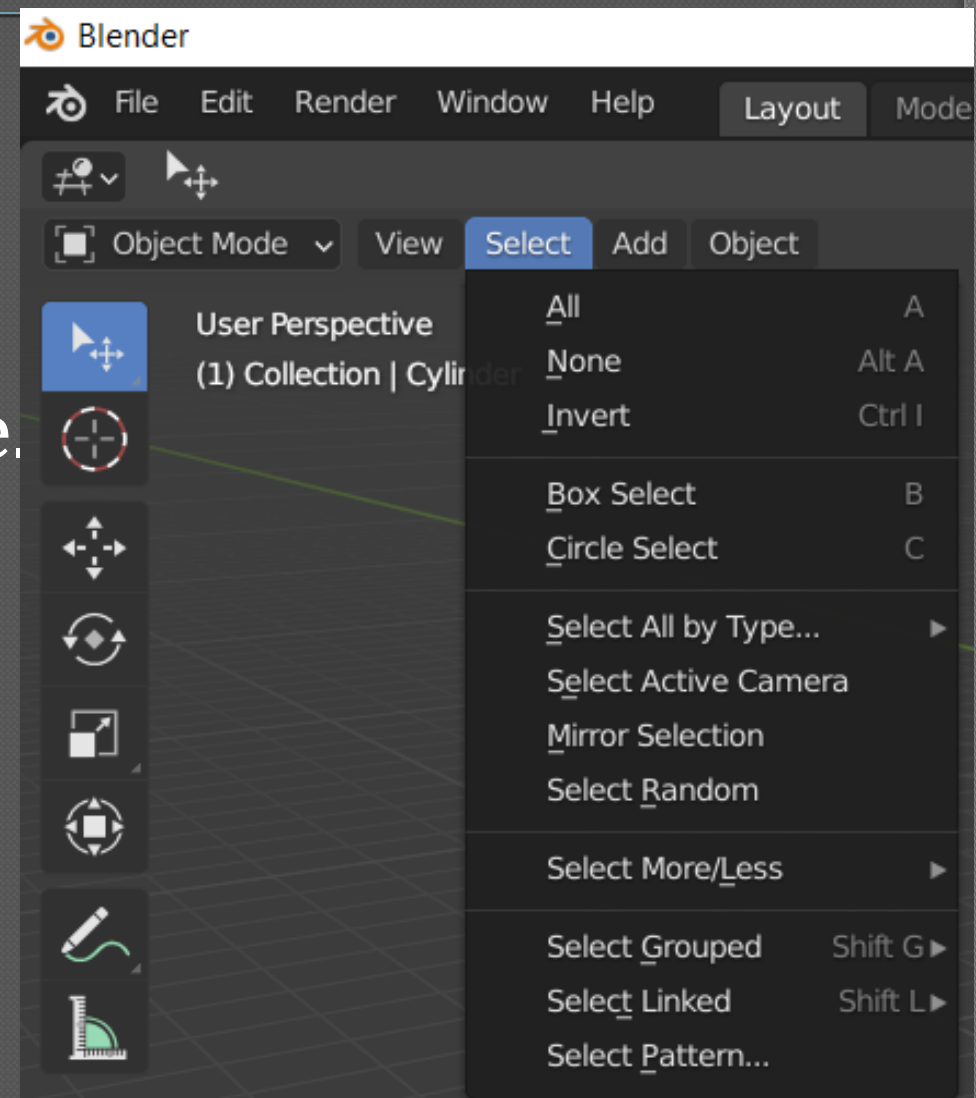 Blender
File Edit Render Window Help Layout Mode
Object Mode View Select Add Object
User Perspective
(1) Collection | Cylinder
e.
All A
None Alt A
Invert Ctrl I
Box Select B
Circle Select C
Select All by Type...
Select Active Camera
Mirror Selection
Select Random
Select More/Less
Select Grouped Shift G
Select Linked Shift L
Select Pattern...